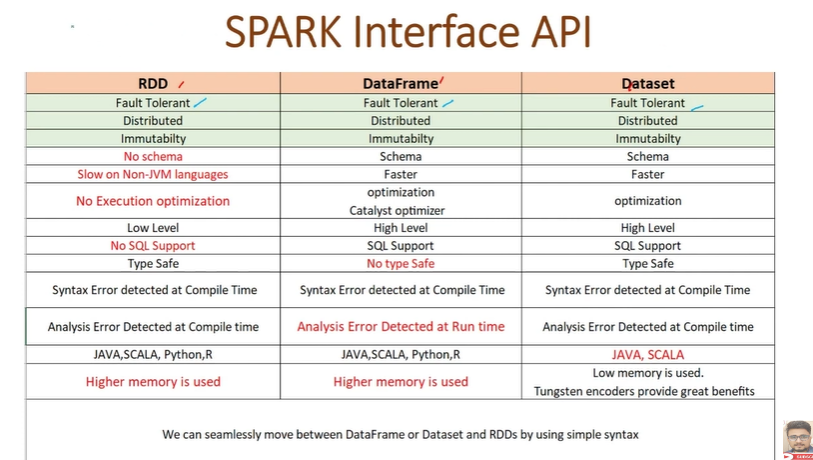 SPARK Interface API
RDD DataFrame Dataset
Fault Tolerant Fault Tolerant Fault Tolerant
Distributed Distributed Distributed
Immutabilty Immutabilty Immutabilty
No schema Schema Schema
Slow on Non-JVM languages Faster Faster
No Execution optimization optimization optimization
Catalyst optimizer
Low Level High Level High Level
No SQL Support SQL Support SQL Support
Type Safe No type Safe Type Safe
Syntax Error detected at Compile Time Syntax Error detected at Compile Time Syntax Error detected at Compile Time
Analysis Error Detected at Compile time Analysis Error Detected at Run time Analysis Error Detected at Compile time
JAVA,SCALA, Python,R JAVA,SCALA, Python,R JAVA, SCALA
Higher memory is used Higher memory is used Low memory is used.
Tungsten encoders provide great benefits
We can seamlessly move between DataFrame or Dataset and RDDs by using simple syntax